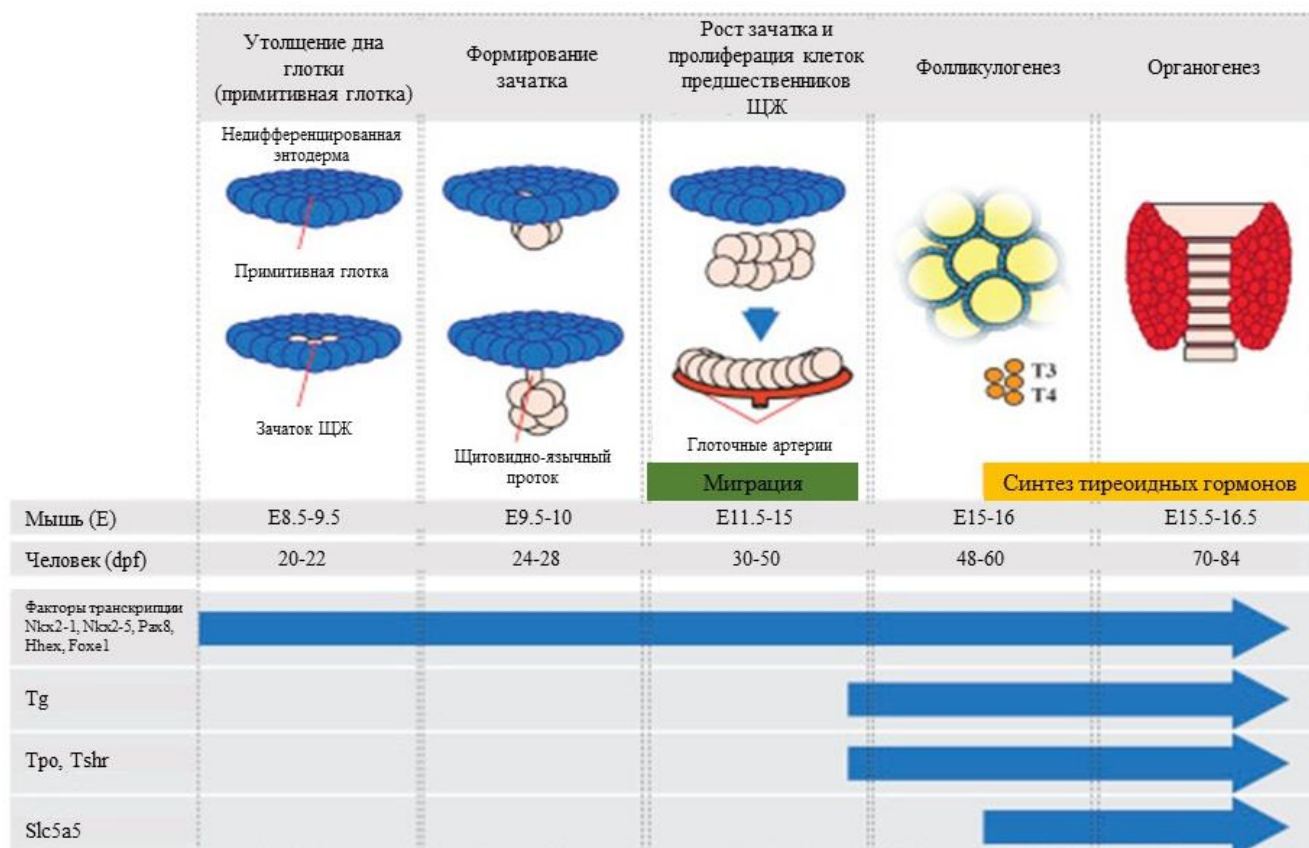 Утолщение дна
глотки
(примитивная глотка)
Формирование
зачатка
Рост зачатка и
пролиферация клеток
предшественников
ЩЖ
Фолликулогенез
Органогенез
Недифференцированная
энтодерма
Примитивная глотка
Зачаток ЩЖ
Щитовидно-язычный
проток
Глоточные артерии
T3
T4
Миграция
Синтез тиреоидных гормонов
Мышь (E) E8.5-9.5 E9.5-10 E11.5-15 E15-16 E15.5-16.5
Человек (dpf) 20-22 24-28 30-50 48-60 70-84
Факторы транскрипции
Nkx2-1, Nkx2-5, Pax8,
Hhex, Foxe1
Tg
Tpo, Tshr
Slc5a5